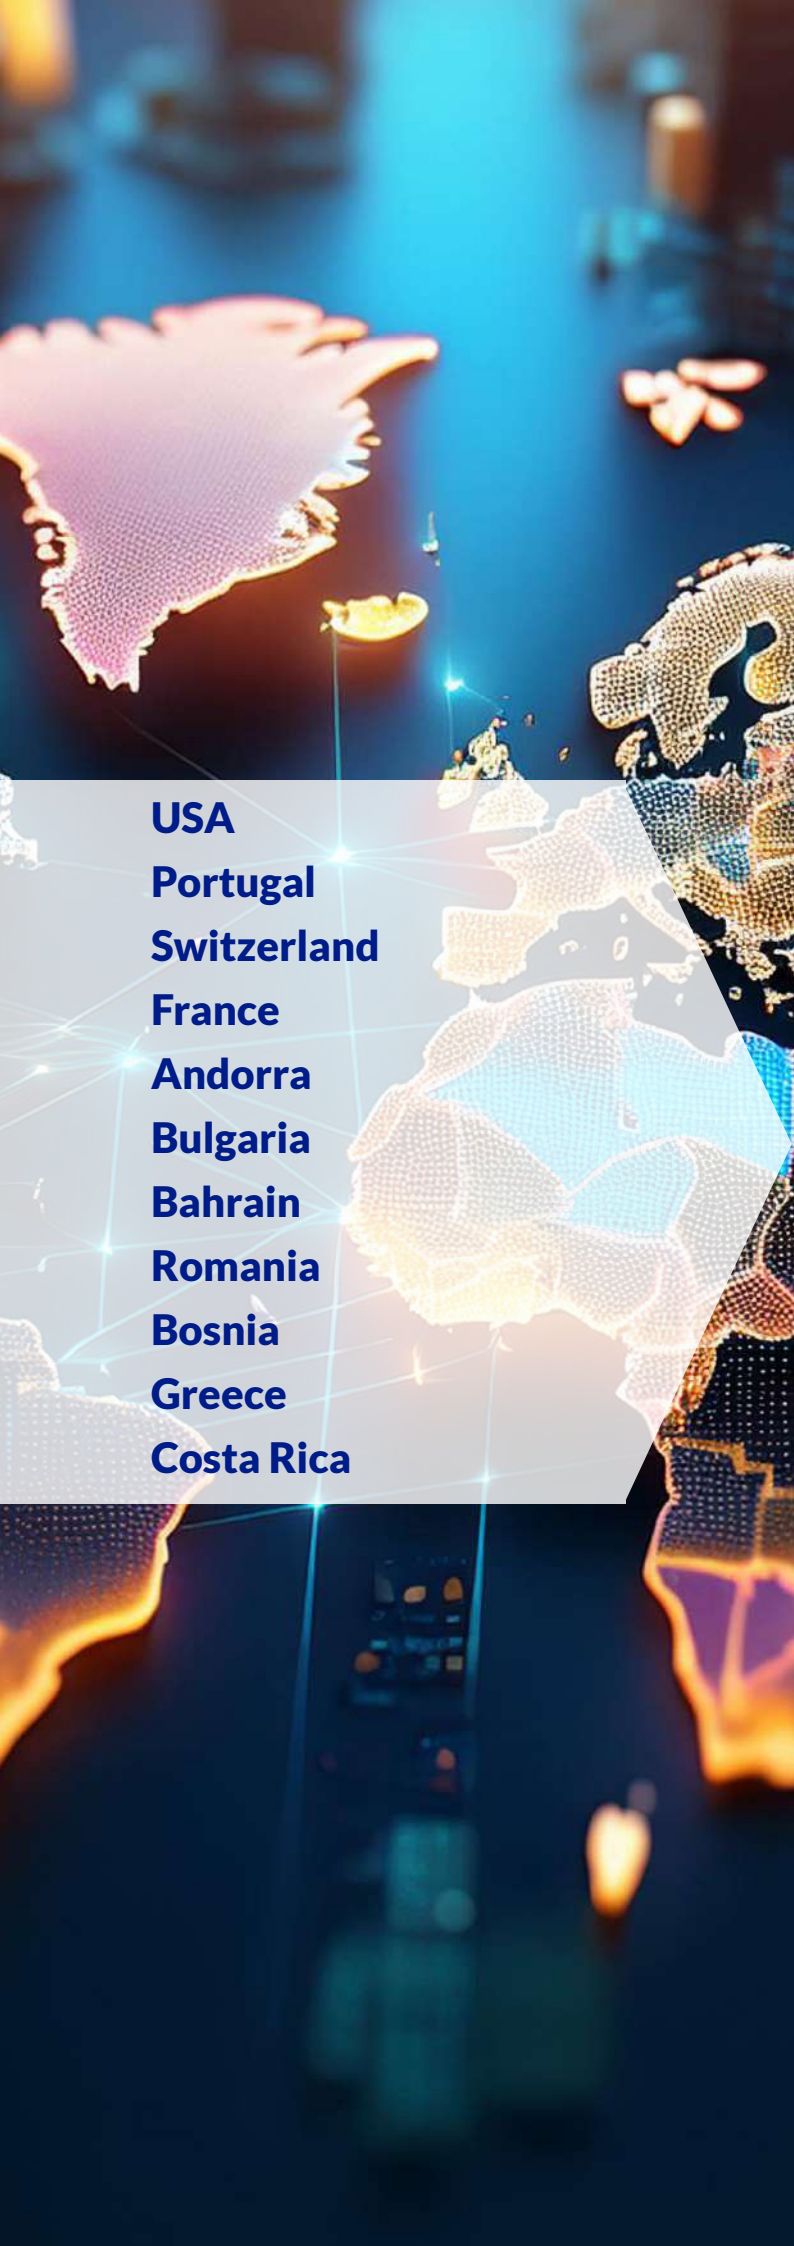 USA
Portugal
Switzerland
France
Andorra
Bulgaria
Bahrain
Romania
Bosnia
Greece
Costa Rica